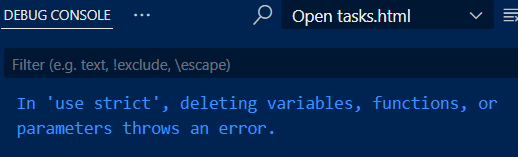 DEBUG CONSOLE ... Open tasks.html
Filter (e.g. text, !exclude, \escape)
In 'use strict', deleting variables, functions, or
parameters throws an error.